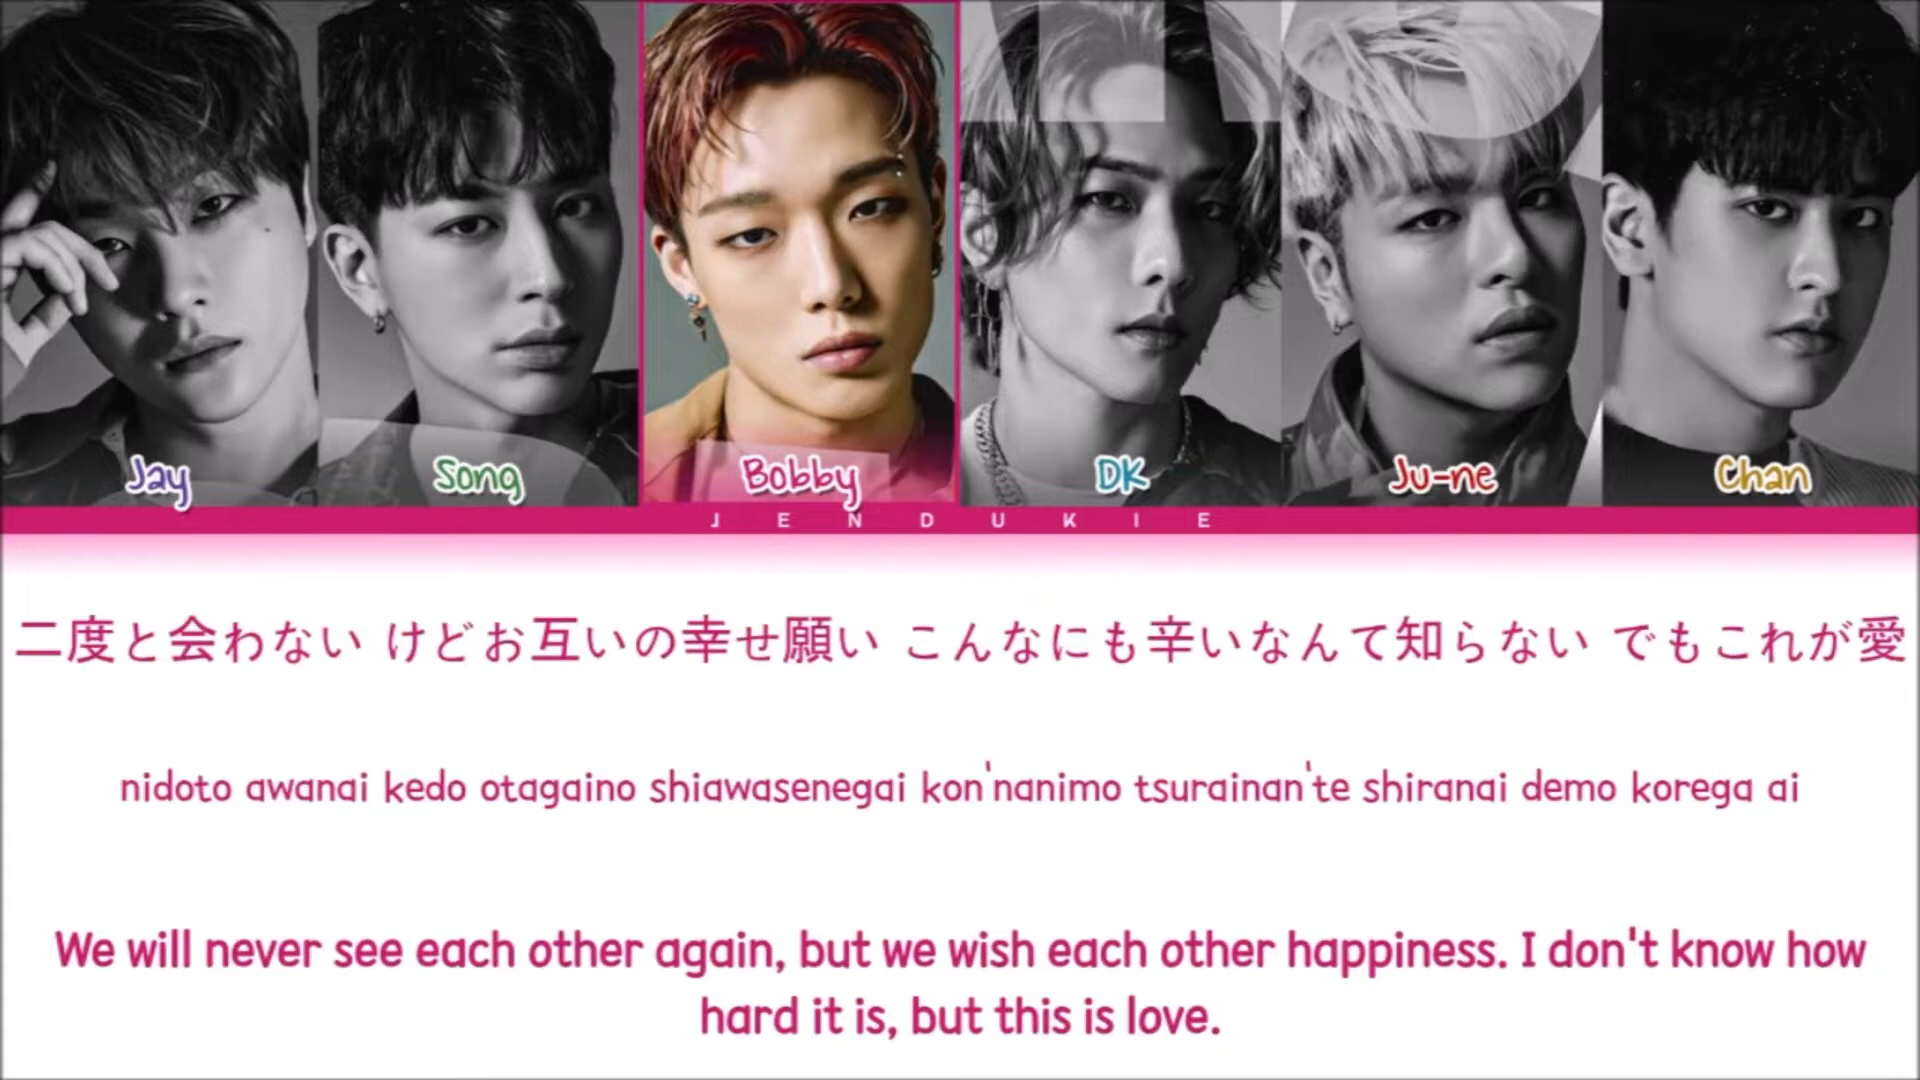 Jay
Song
Bobby
DK
Ju-ne
Chan
JENDUKIE
二度と会わない けどお互いの幸せ願い こんなにも辛いなんて知らない でもこれが愛
nidoto awanai kedo otagaino shiawasenegai kon'nanimo tsurainan'te shiranai demo korega ai
We will never see each other again, but we wish each other happiness. I don't know how
hard it is, but this is love.